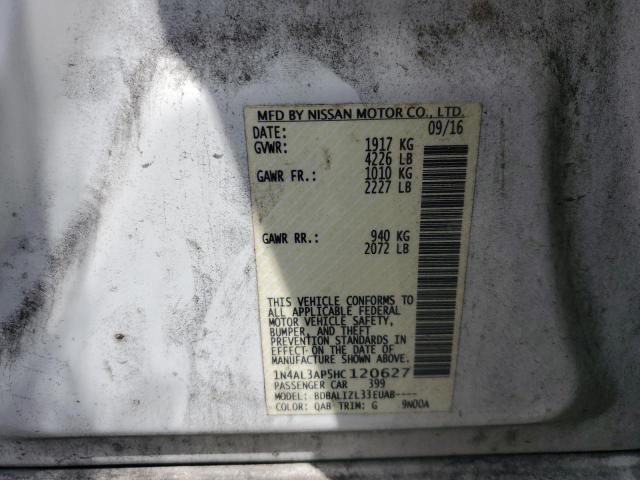 MFD BY NISSAN MOTOR CO., LTD.
DATE: 09/16
GVWR: 1917 KG
4226 LB
GAWR FR.: 1010 KG
2227 LB
GAWR RR.: 940 KG
2072 LB
THIS VEHICLE CONFORMS TO
ALL APPLICABLE FEDERAL
MOTOR VEHICLE SAFETY,
BUMPER, AND THEFT
PREVENTION STANDARDS IN
EFFECT ON THE DATE OF
MANUFACTURE SHOWN ABOVE.
1N4AL3AP5HC120627
PASSENGER CAR 399
MODEL: BDBALIZL33EUAB----
COLOR: QAB TRIM: G 9N00A